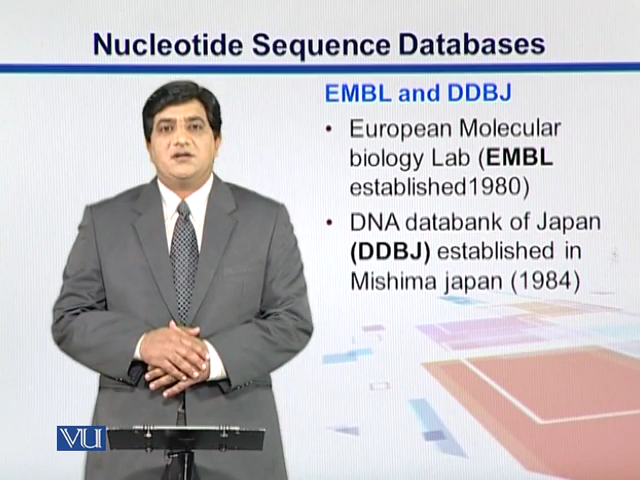 Nucleotide Sequence Databases
EMBL and DDBJ
• European Molecular
biology Lab (EMBL
established1980)
• DNA databank of Japan
(DDBJ) established in
Mishima japan (1984)
VU